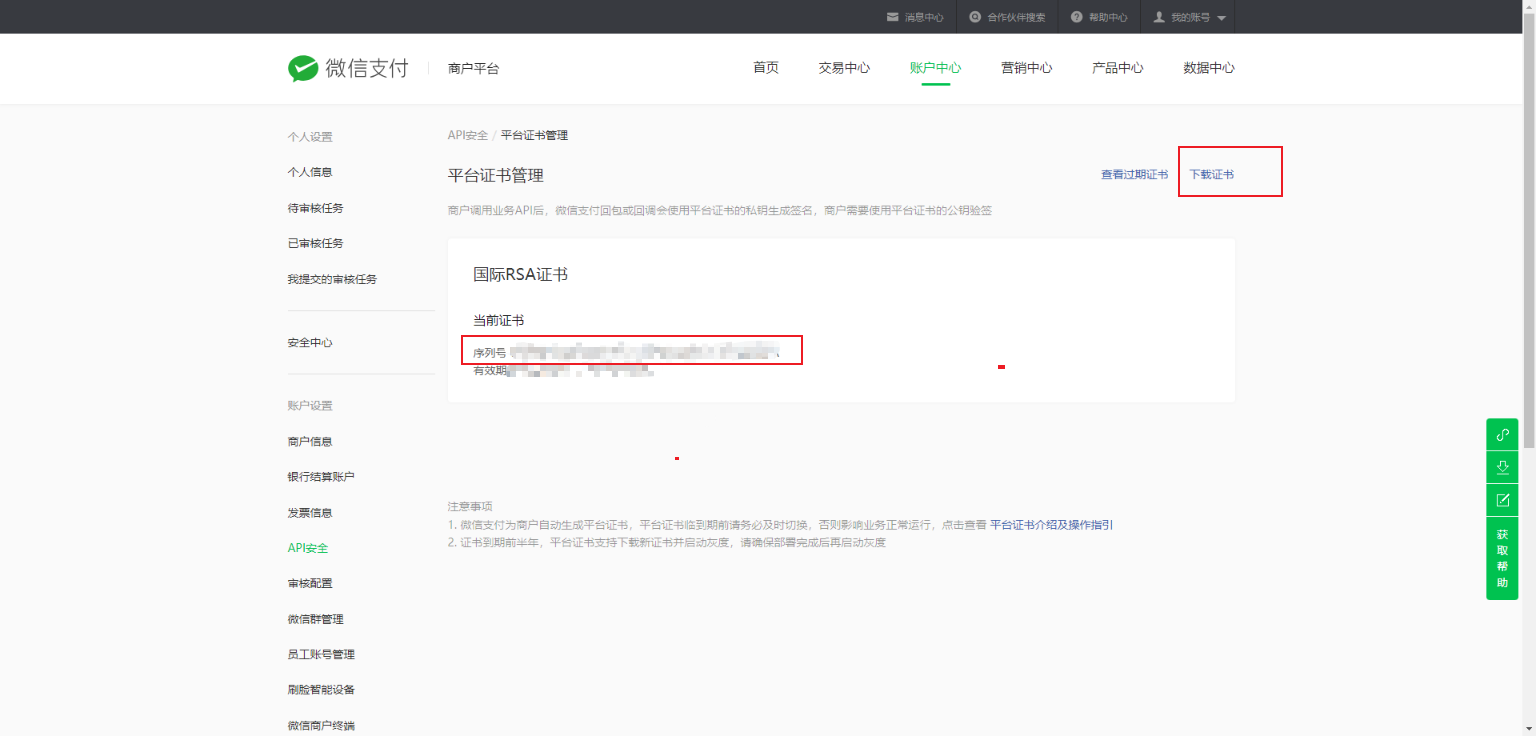 消息中心 合作伙伴搜索 帮助中心 我的账号
微信支付 商户平台 首页 交易中心 账户中心 营销中心 产品中心 数据中心
个人设置
个人信息
待审核任务
已审核任务
我提交的审核任务
安全中心
账户设置
商户信息
银行结算账户
发票信息
API安全
审核配置
微信群管理
员工账号管理
刷脸智能设备
微信商户终端
API安全 / 平台证书管理
平台证书管理 查看过期证书 下载证书
商户调用业务API后，微信支付回包或回调会使用平台证书的私钥生成签名，商户需要使用平台证书的公钥验签
国际RSA证书
当前证书
序列号
有效期
注意事项
1. 微信支付为商户自动生成平台证书，平台证书临到期前请务必及时切换，否则影响业务正常运行，点击查看 平台证书介绍及操作指引
2. 证书到期前半年，平台证书支持下载新证书并启动灰度，请确保部署完成后再启动灰度
获
取
帮
助